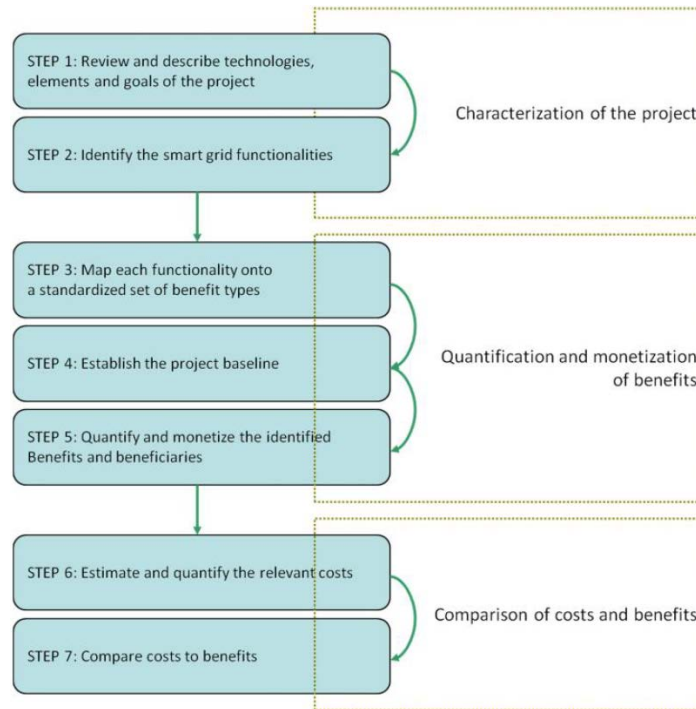 STEP 1: Review and describe technologies,
elements and goals of the project
Characterization of the project
STEP 2: Identify the smart grid functionalities
STEP 3: Map each functionality onto
a standardized set of benefit types
STEP 4: Establish the project baseline
Quantification and monetization
of benefits
STEP 5: Quantify and monetize the identified
Benefits and beneficiaries
STEP 6: Estimate and quantify the relevant costs
Comparison of costs and benefits
STEP 7: Compare costs to benefits